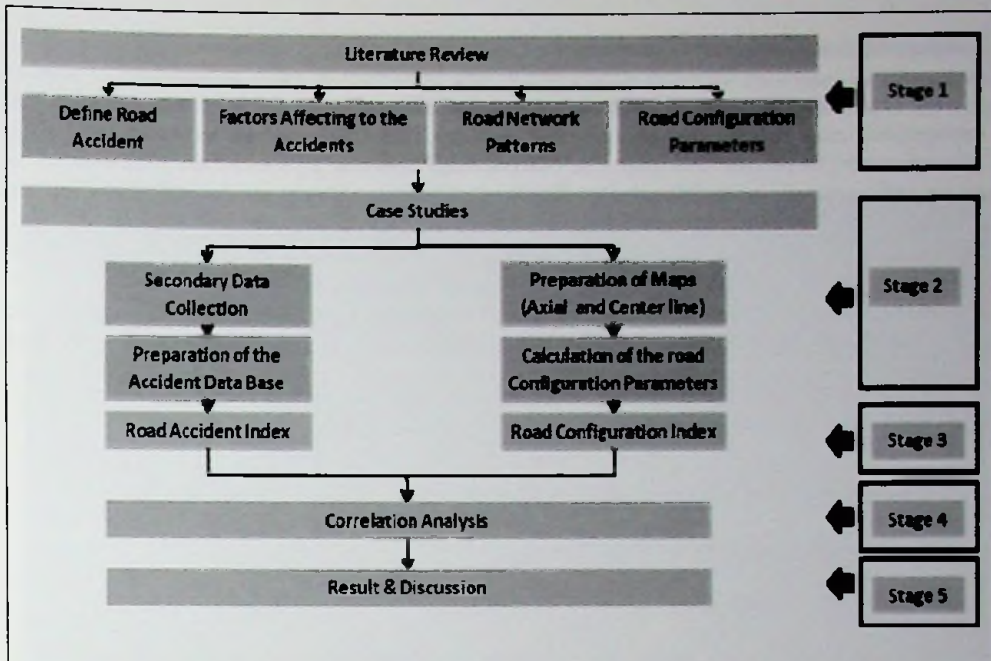 Literature Review
Stage 1
Define Road
Accident
Factors Affecting to the
Accidents
Road Network
Patterns
Road Configuration
Parameters
Case Studies
Stage 2
Secondary Data
Collection
Preparation of Maps
(Axial and Center line)
Preparation of the
Accident Data Base
Calculation of the road
Configuration Parameters
Road Accident Index
Road Configuration Index
Stage 3
Correlation Analysis
Stage 4
Result & Discussion
Stage 5